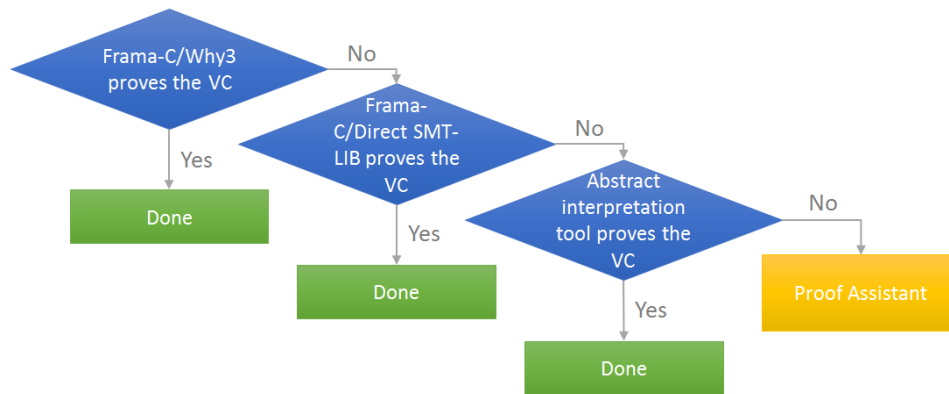 Frama-C/Why3
proves the VC
No
Frama-
C/Direct SMT-
LIB proves the
VC
No
Yes
Abstract
interpretation
tool proves the
VC
No
Done
Yes
Done
Proof Assistant
Yes
Done